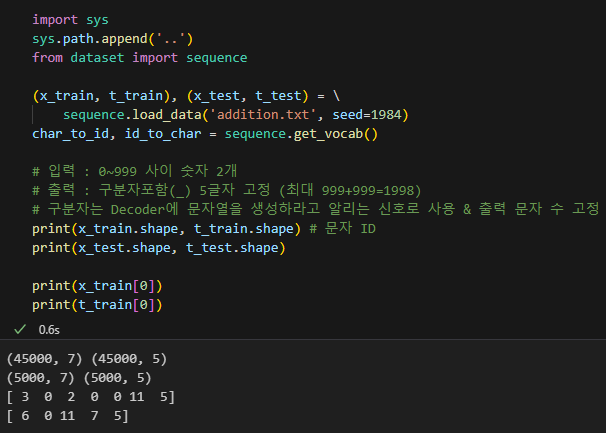 import sys
sys.path.append('..')
from dataset import sequence

(x_train, t_train), (x_test, t_test) = \
    sequence.load_data('addition.txt', seed=1984)
char_to_id, id_to_char = sequence.get_vocab()

# 입력 : 0~999 사이 숫자 2개
# 출력 : 구분자포함(_) 5글자 고정 (최대 999+999=1998)
# 구분자는 Decoder에 문자열을 생성하라고 알리는 신호로 사용 & 출력 문자 수 고정
print(x_train.shape, t_train.shape) # 문자 ID
print(x_test.shape, t_test.shape)

print(x_train[0])
print(t_train[0])
✓ 0.6s
(45000, 7) (45000, 5)
(5000, 7) (5000, 5)
[ 3  0  2  0  0 11  5]
[ 6  0 11  7  5]